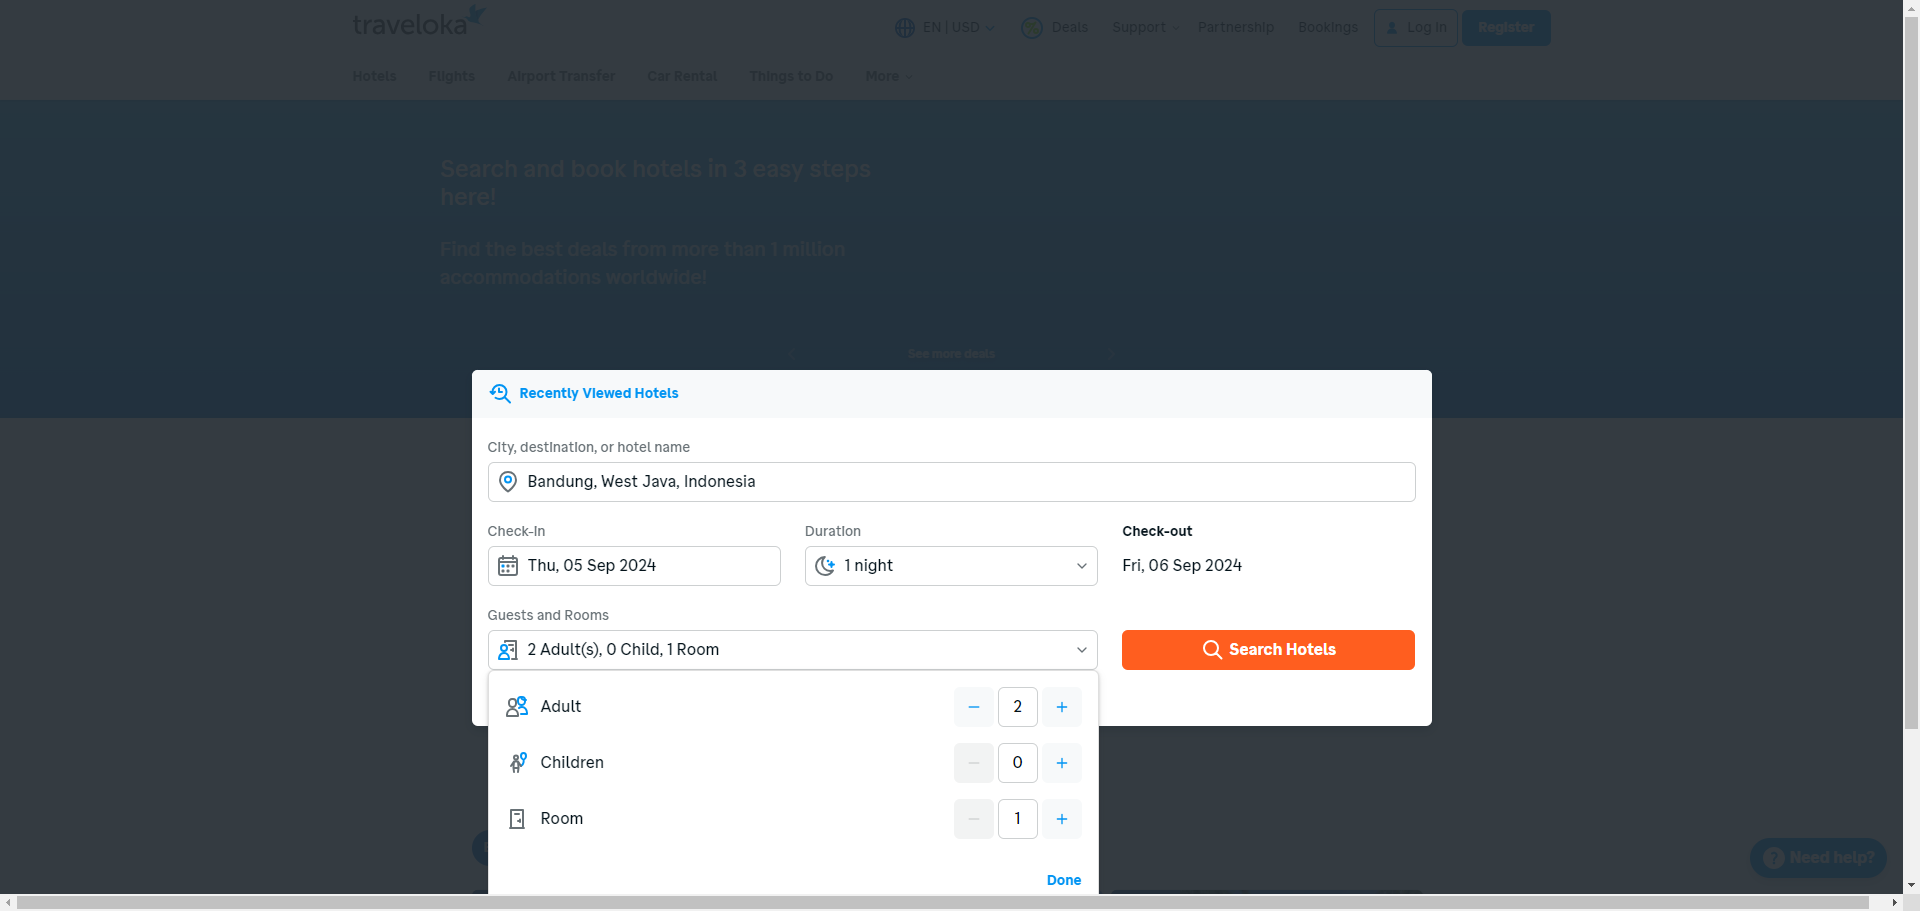 traveloka
EN | USD
Deals
Support
Partnership
Bookings
Log In
Register
Hotels
Flights
Airport Transfer
Car Rental
Things to Do
More
Search and book hotels in 3 easy steps
here!
Find the best deals from more than 1 million
accommodations worldwide!
See more deals
Recently Viewed Hotels
City, destination, or hotel name
Bandung, West Java, Indonesia
Check-in
Duration
Check-out
Thu, 05 Sep 2024
1 night
Fri, 06 Sep 2024
Guests and Rooms
2 Adult(s), 0 Child, 1 Room
Search Hotels
Adult
2
Children
0
Room
1
Done
Need help?